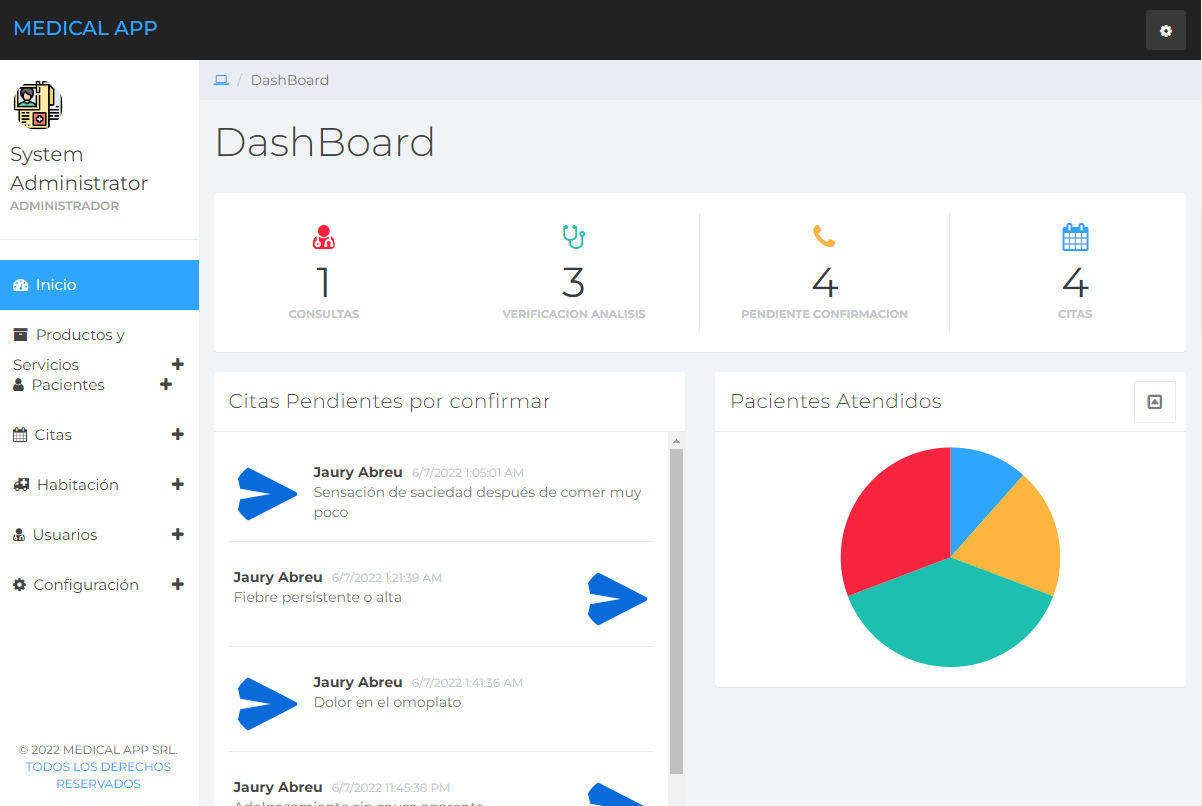 MEDICAL APP
DashBoard
System
Administrator
ADMINISTRADOR
Inicio
Productos y
Servicios
Pacientes
Citas
Habitación
Usuarios
Configuración
© 2022 MEDICAL APP SRL.
TODOS LOS DERECHOS
RESERVADOS
DashBoard
1
CONSULTAS
3
VERIFICACION ANALISIS
4
PENDIENTE CONFIRMACION
4
CITAS
Citas Pendientes por confirmar
Jaury Abreu 6/7/2022 1:05:01 AM
Sensación de saciedad después de comer muy
poco
Jaury Abreu 6/7/2022 1:21:39 AM
Fiebre persistente o alta
Jaury Abreu 6/7/2022 1:41:36 AM
Dolor en el omoplato
Jaury Abreu 6/7/2022 11:45:38 PM
Adelgazamiento sin causa aparente
Pacientes Atendidos